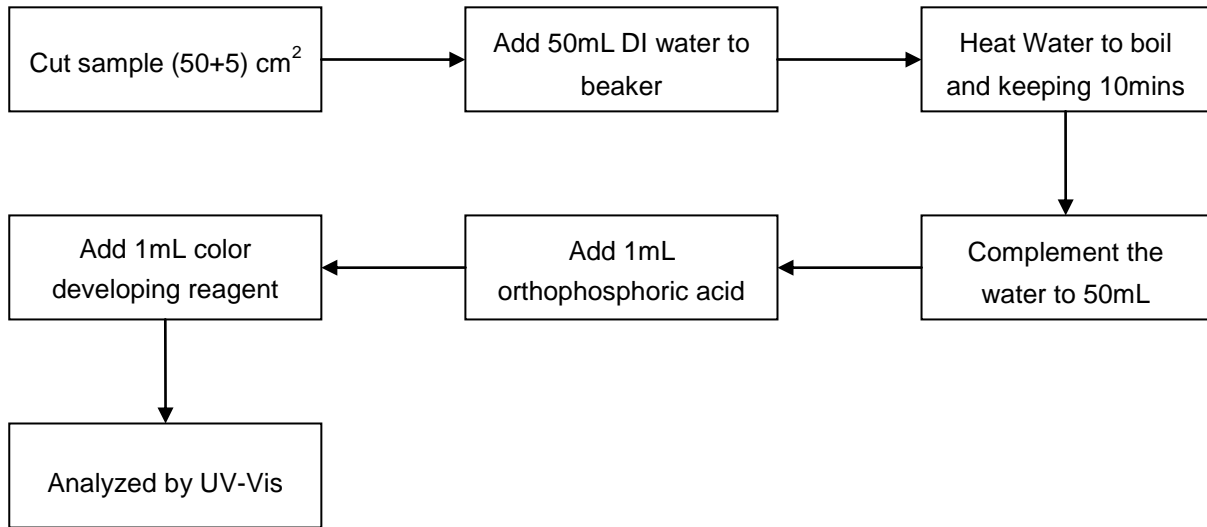 Cut sample (50+5) cm²
Add 50mL DI water to
beaker
Heat Water to boil
and keeping 10mins
Complement the
water to 50mL
Add 1mL
orthophosphoric acid
Add 1mL color
developing reagent
Analyzed by UV-Vis